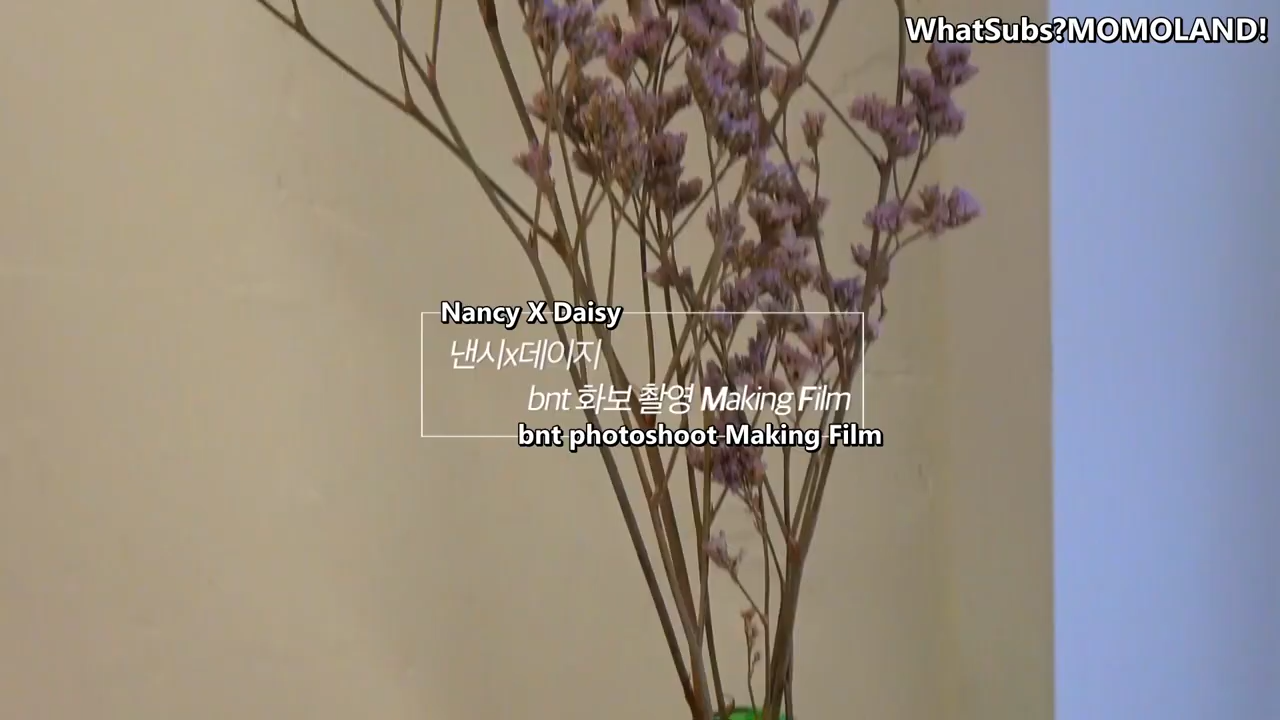 WhatSubs?MOMOLAND!
Nancy X Daisy
낸시x데이지
bnt 화보 촬영 Making Film
bnt photoshoot Making Film